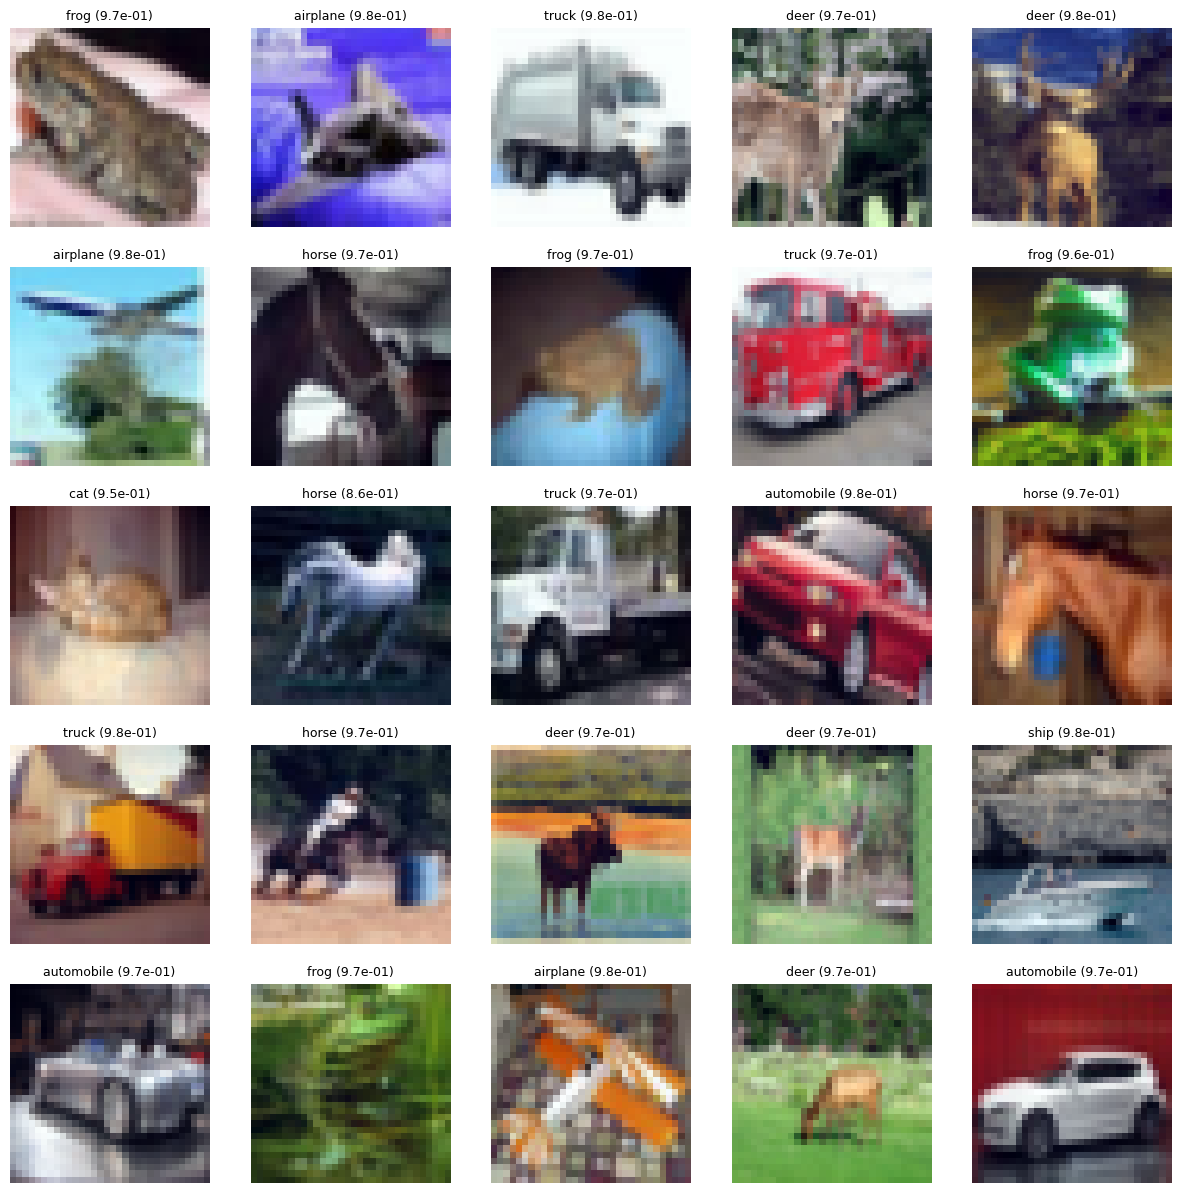 frog (9.7e-01)
airplane (9.8e-01)
truck (9.8e-01)
deer (9.7e-01)
deer (9.8e-01)
airplane (9.8e-01)
horse (9.7e-01)
frog (9.7e-01)
truck (9.7e-01)
frog (9.6e-01)
cat (9.5e-01)
horse (8.6e-01)
truck (9.7e-01)
automobile (9.8e-01)
horse (9.7e-01)
truck (9.8e-01)
horse (9.7e-01)
deer (9.7e-01)
deer (9.7e-01)
ship (9.8e-01)
automobile (9.7e-01)
frog (9.7e-01)
airplane (9.8e-01)
deer (9.7e-01)
automobile (9.7e-01)